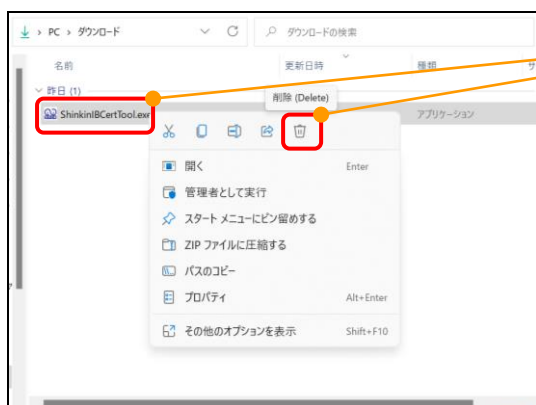 PC > ダウンロード
ダウンロードの検索
名前 更新日時 種類 サ
昨日 (1)
削除 (Delete)
ShinkinIBCertTool.exe アプリケーション
開く Enter
管理者として実行
スタート メニューにピン留めする
ZIP ファイルに圧縮する
パスのコピー
プロパティ Alt+Enter
その他のオプションを表示 Shift+F10